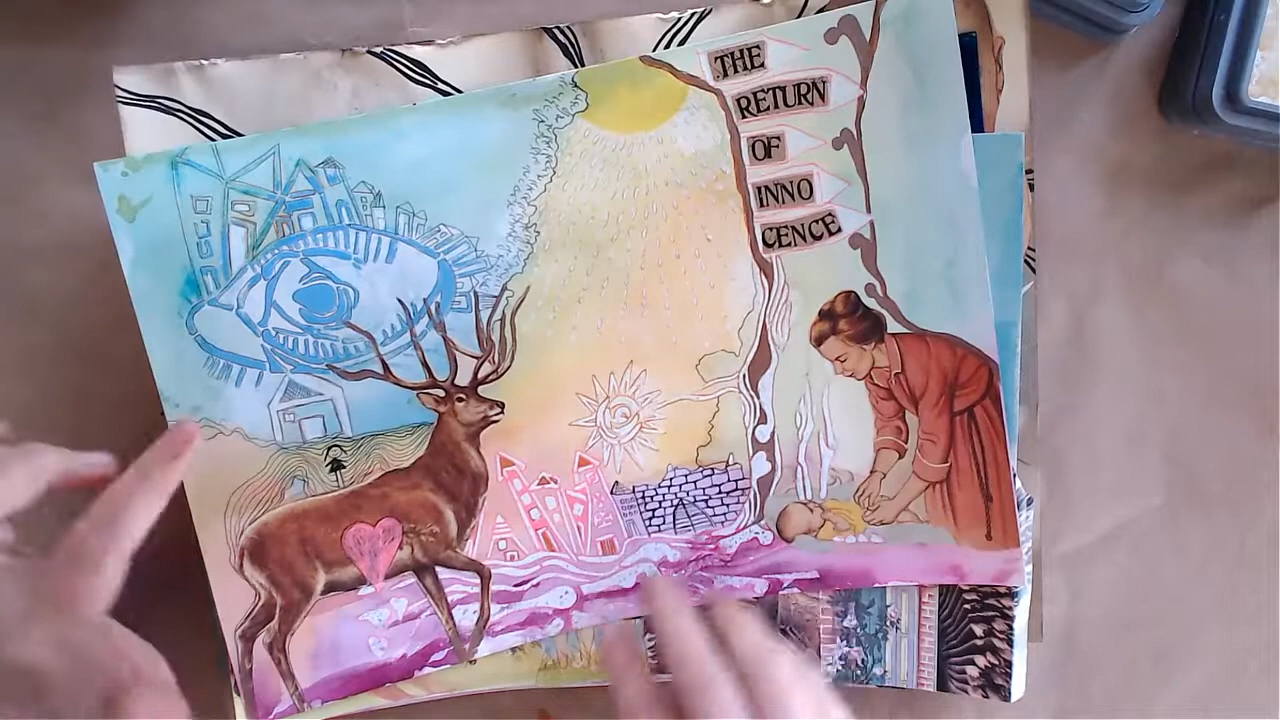 THE
RETURN
OF
INNO
CENCE